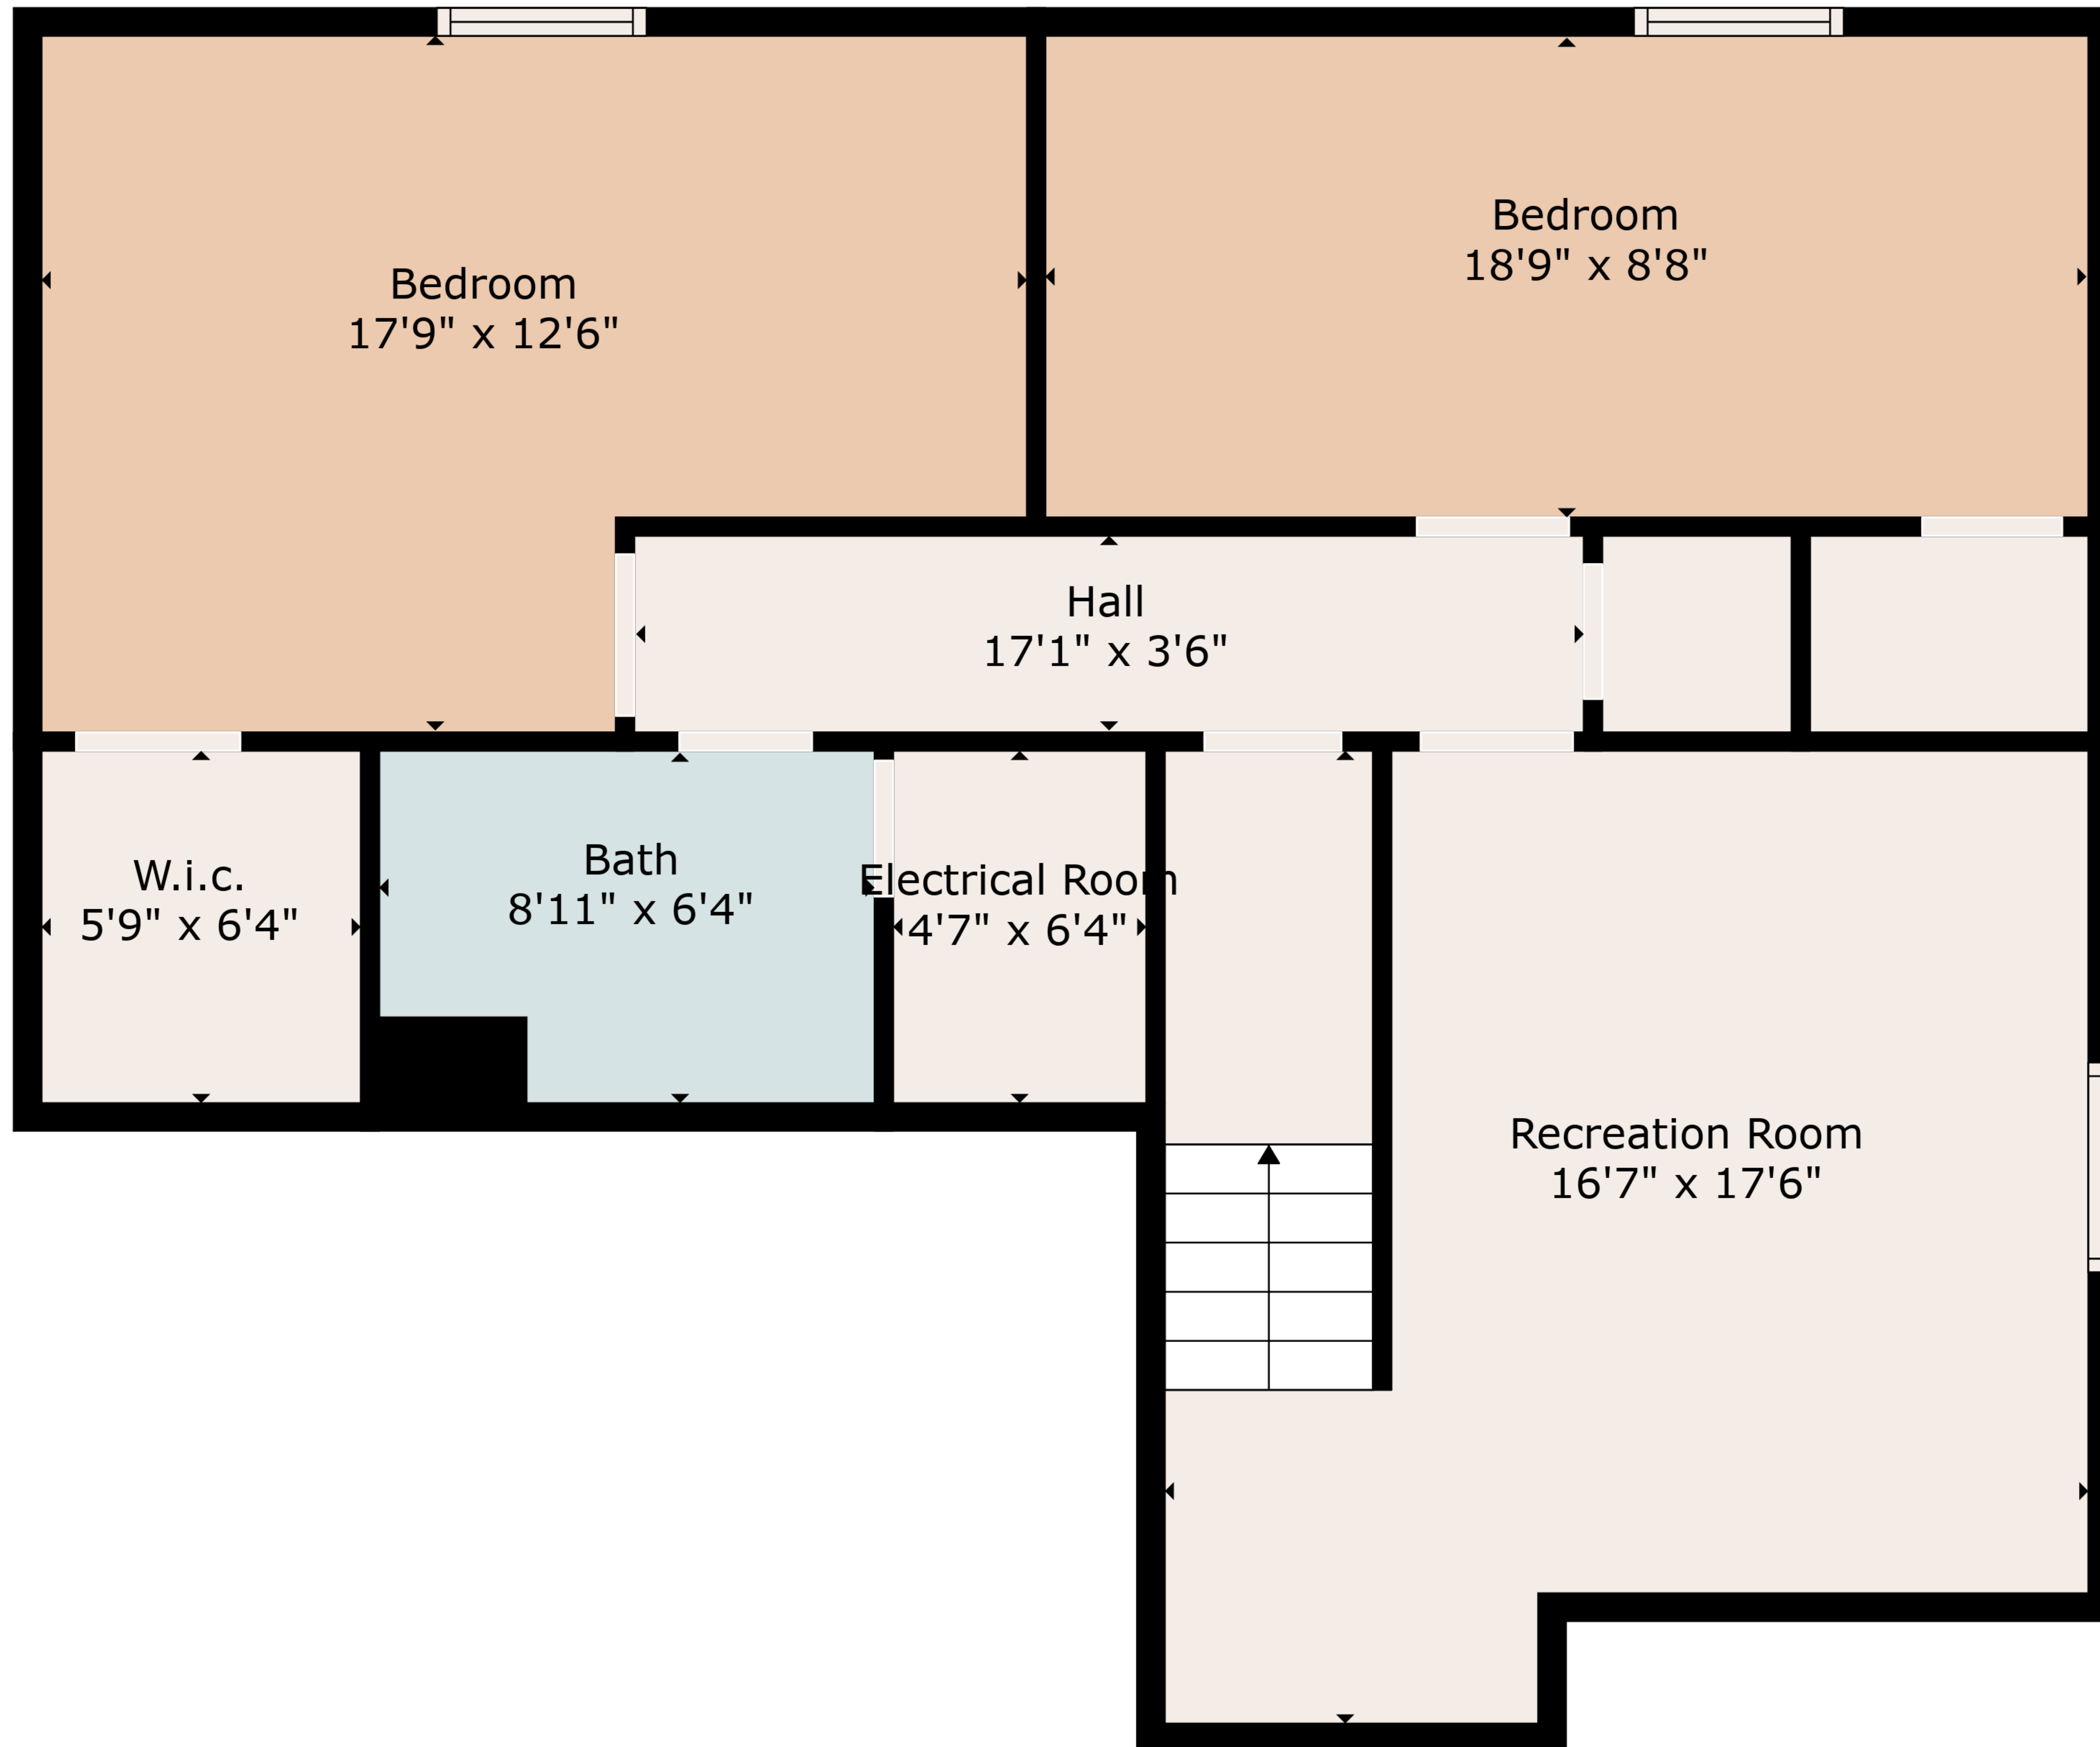 Bedroom
18'9" x 8'8"
Bedroom
17'9" x 12'6"
Hall
17'1" x 3'6"
W.i.c.
5'9" x 6'4"
Bath
8'11" x 6'4"
Electrical Room
4'7" x 6'4"
Recreation Room
16'7" x 17'6"